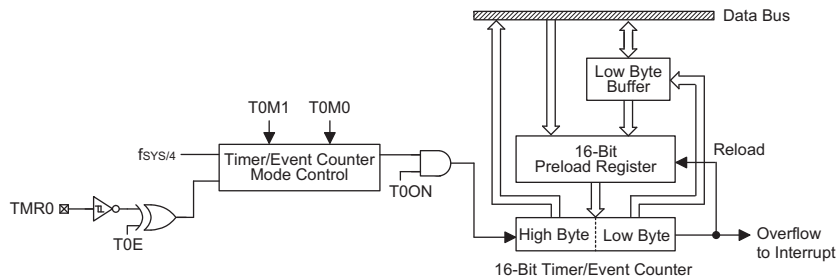 Data Bus
Low Byte
Buffer
T0M1
T0M0
fSYS/4
Timer/Event Counter
Mode Control
16-Bit
Preload Register
Reload
T0ON
TMR0
T0E
High Byte
Low Byte
Overflow
to Interrupt
16-Bit Timer/Event Counter